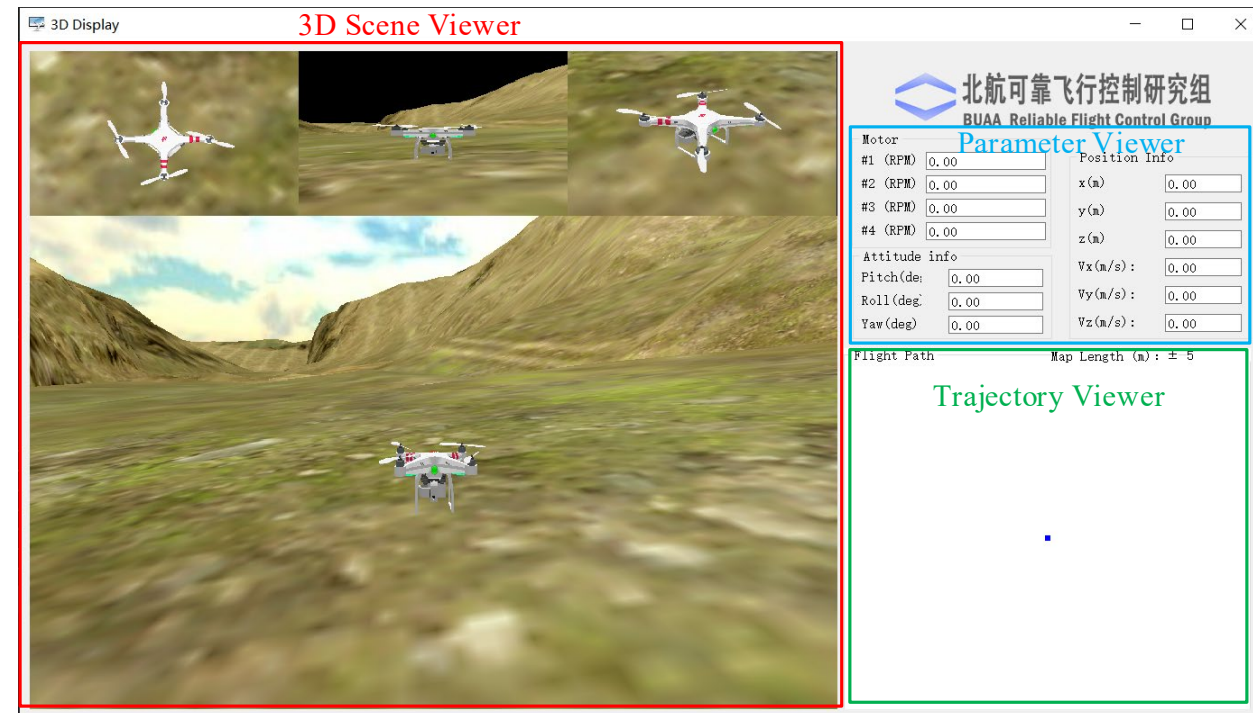 3D Display
3D Scene Viewer
北航可靠飞行控制研究组
BUAA Reliable Flight Control Group
Parameter Viewer
Motor
#1 (RPM) 0.00
#2 (RPM) 0.00
#3 (RPM) 0.00
#4 (RPM) 0.00
Attitude info
Pitch(de: 0.00
Roll(deg 0.00
Yaw(deg) 0.00
Position Info
x(m) 0.00
y(m) 0.00
z(m) 0.00
Vx(m/s): 0.00
Vy(m/s): 0.00
Vz(m/s): 0.00
Flight Path Map Length (m): ± 5
Trajectory Viewer